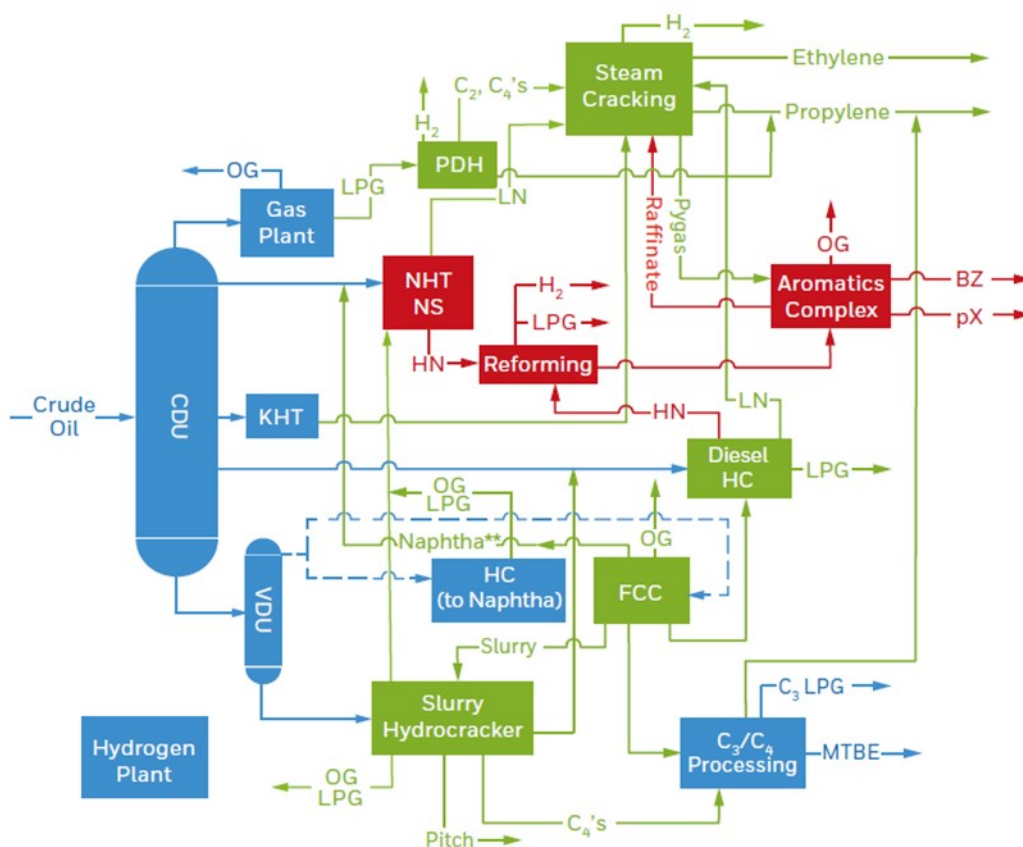 H₂
Ethylene
Steam
Cracking
C₂, C₄'s
Propylene
H₂
PDH
OG
LPG
LN
Gas
Plant
Raffinate
Pygas
OG
NHT
NS
H₂
Aromatics
Complex
BZ
LPG
pX
HN
Reforming
Crude
Oil
CDU
KHT
HN
LN
Diesel
HC
LPG
OG
LPG
OG
Naphtha**
HC
(to Naphtha)
FCC
VDU
Slurry
Slurry
Hydrocracker
C₃ LPG
Hydrogen
Plant
C₃/C₄
Processing
MTBE
OG
LPG
Pitch
C₄'s